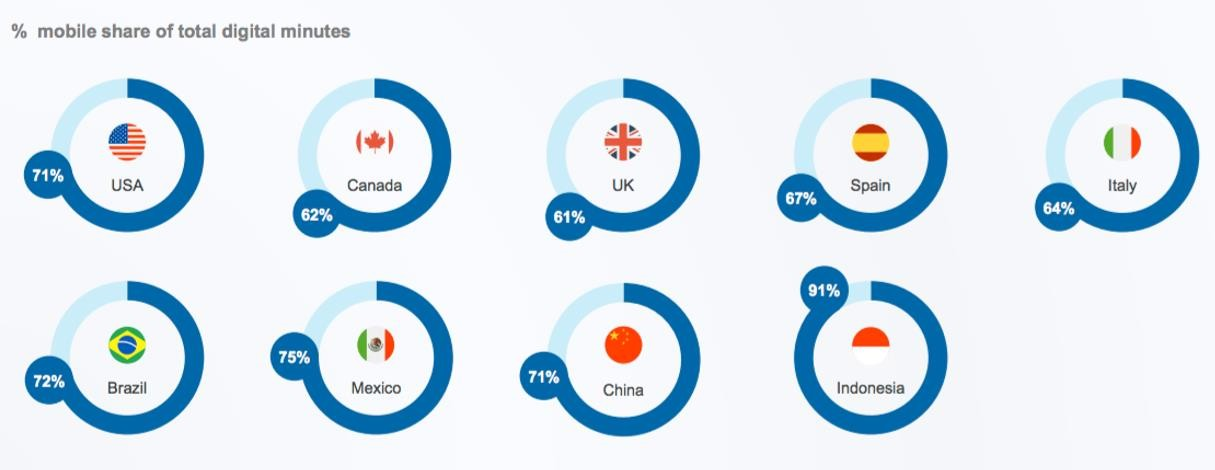 % mobile share of total digital minutes
71%
USA
62%
Canada
61%
UK
67%
Spain
64%
Italy
72%
Brazil
75%
Mexico
71%
China
91%
Indonesia